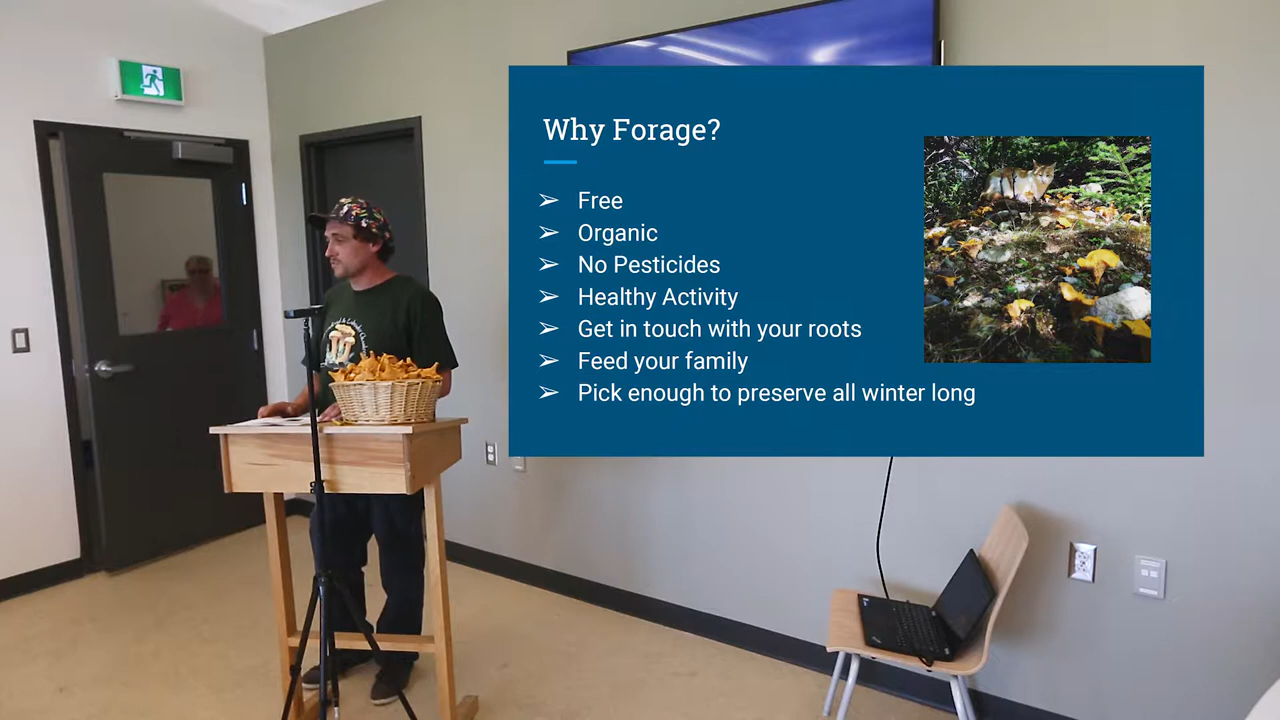 Why Forage?
➢ Free
➢ Organic
➢ No Pesticides
➢ Healthy Activity
➢ Get in touch with your roots
➢ Feed your family
➢ Pick enough to preserve all winter long